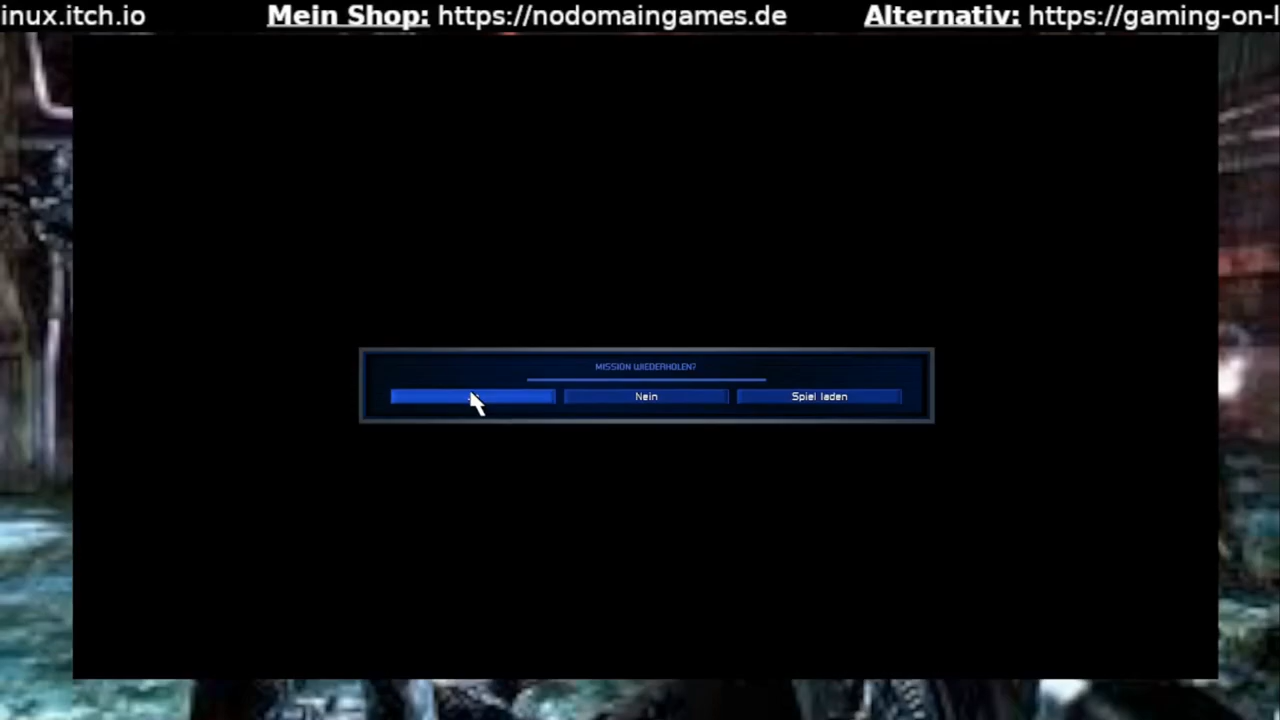 inux.itch.io Mein Shop: https://nodomaingames.de Alternativ: https://gaming-on-l
MISSION WIEDERHOLEN?
Nein Spiel laden